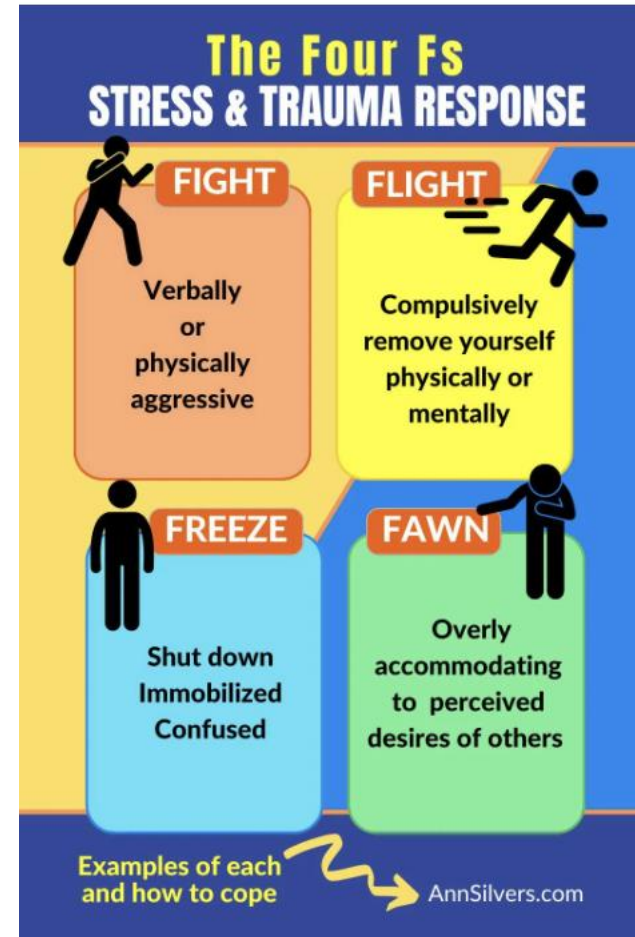 The Four Fs
STRESS & TRAUMA RESPONSE
FIGHT
Verbally
or
physically
aggressive
FLIGHT
Compulsively
remove yourself
physically or
mentally
FREEZE
Shut down
Immobilized
Confused
FAWN
Overly
accommodating
to perceived
desires of others
Examples of each
and how to cope
AnnSilvers.com